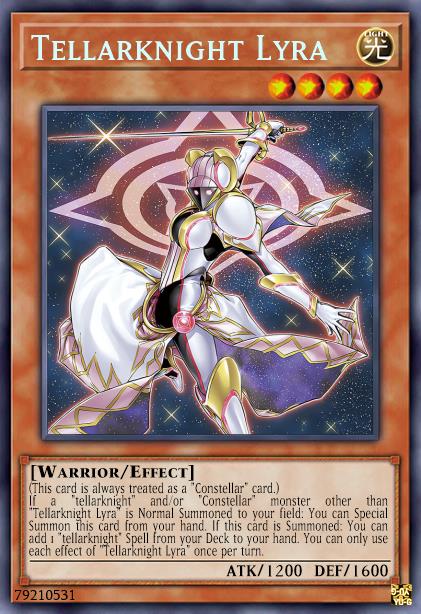 TELLARKNIGHT LYRA
LIGHT
光
[WARRIOR/EFFECT]
(This card is always treated as a "Constellar" card.)
If a "tellarknight" and/or "Constellar" monster other than
"Tellarknight Lyra" is Normal Summoned to your field: You can Special
Summon this card from your hand. If this card is Summoned: You can
add 1 "tellarknight" Spell from your Deck to your hand. You can only use
each effect of "Tellarknight Lyra" once per turn.
ATK/1200 DEF/1600
79210531